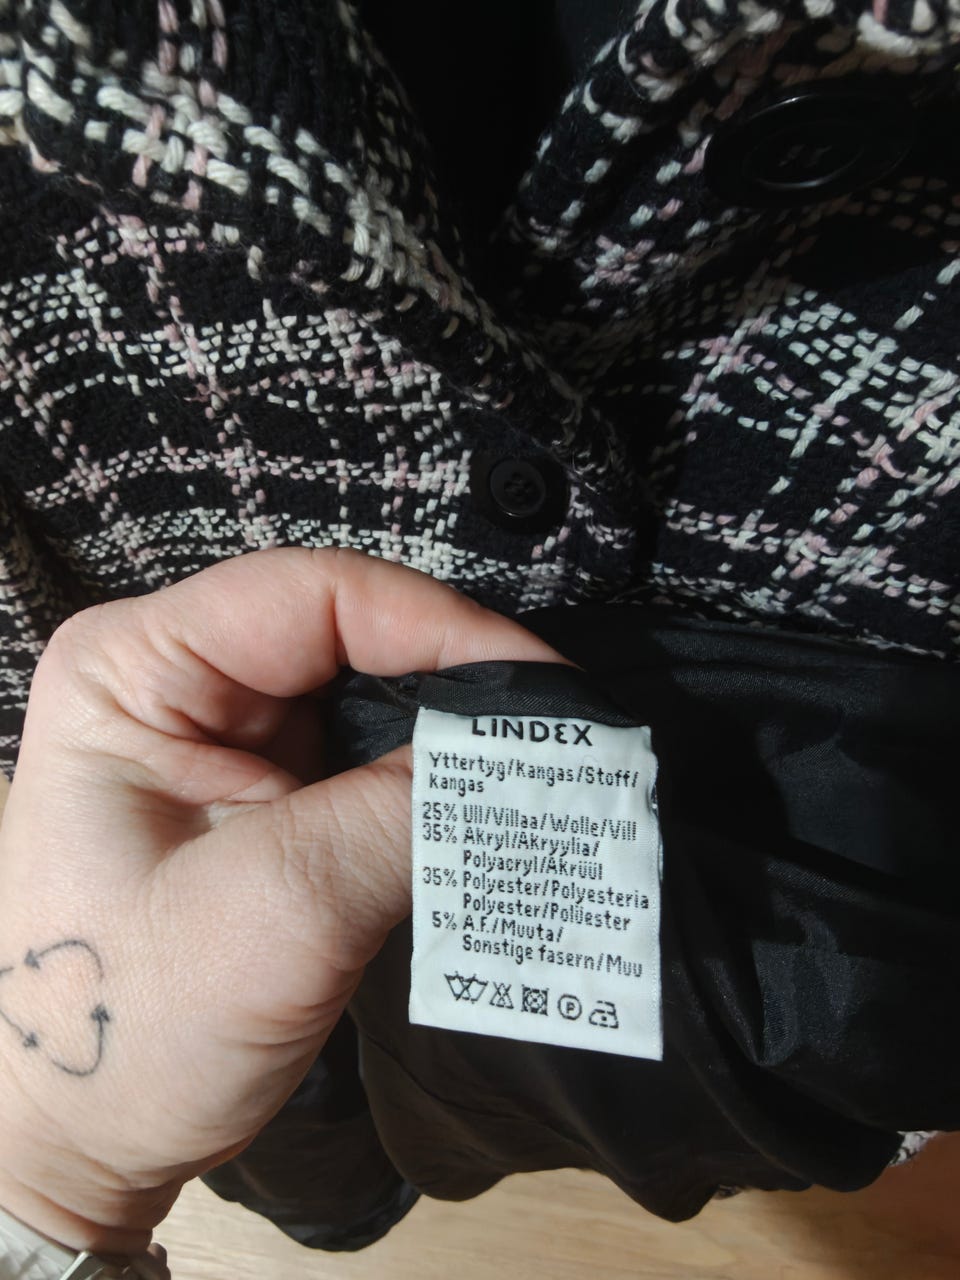 LINDEX
Yttertyg/Kangas/Stoff/
kangas
25% Ull/Villaa/Wolle/Vill
35% Akryl/Akryylia/
Polyacryl/Akrüül
35% Polyester/Polyesteria
Polyester/Polüester
5% A.F./Muuta/
Sonstige fasern/Muu
P